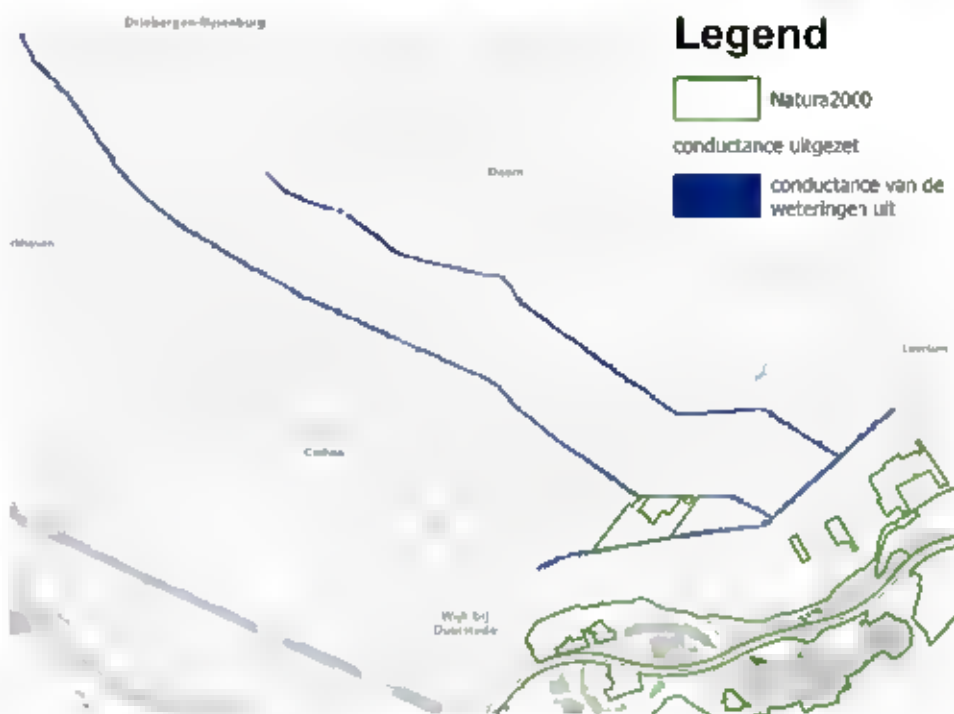 Driebergen-Rijsenburg
Legend
Natura2000
conductance uitgezet
Doorn
conductance van de
weteringen uit
Leersum
Cothen
Wijk bij
Duurstede